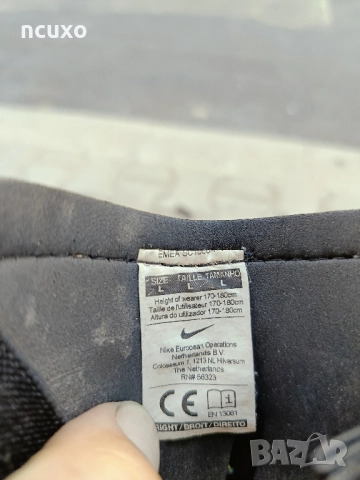 ncuxo
SIZE TAILLE TAMANHO
L L L
Height of wearer 170-180cm
Taille de l'utilisateur 170-180cm
Altura do utilizador 170-180cm
Nike European Operations
Netherlands B.V.
Colosseum 1, 1213 NL Hilversum
The Netherlands
RN# 56323
CE i
EN 13061
RIGHT/DROIT/DIREITO
BAZAR